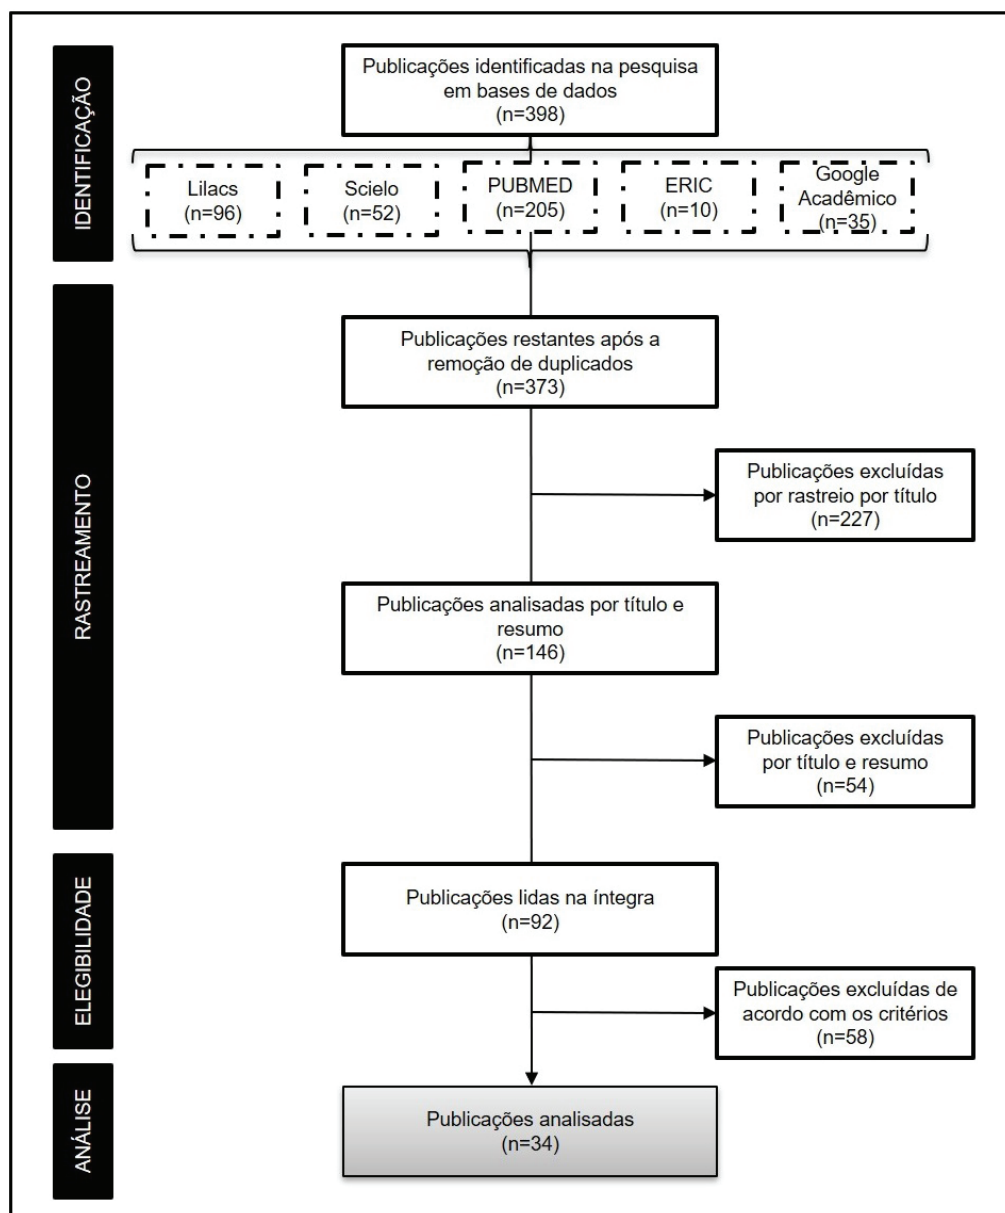 IDENTIFICAÇÃO
Publicações identificadas na pesquisa
em bases de dados
(n=398)
Lilacs
(n=96)
Scielo
(n=52)
PUBMED
(n=205)
ERIC
(n=10)
Google
Acadêmico
(n=35)
RASTREAMENTO
Publicações restantes após a
remoção de duplicados
(n=373)
Publicações excluídas
por rastreio por título
(n=227)
Publicações analisadas por título e
resumo
(n=146)
Publicações excluídas
por título e resumo
(n=54)
ELEGIBILIDADE
Publicações lidas na íntegra
(n=92)
Publicações excluídas de
acordo com os critérios
(n=58)
ANÁLISE
Publicações analisadas
(n=34)